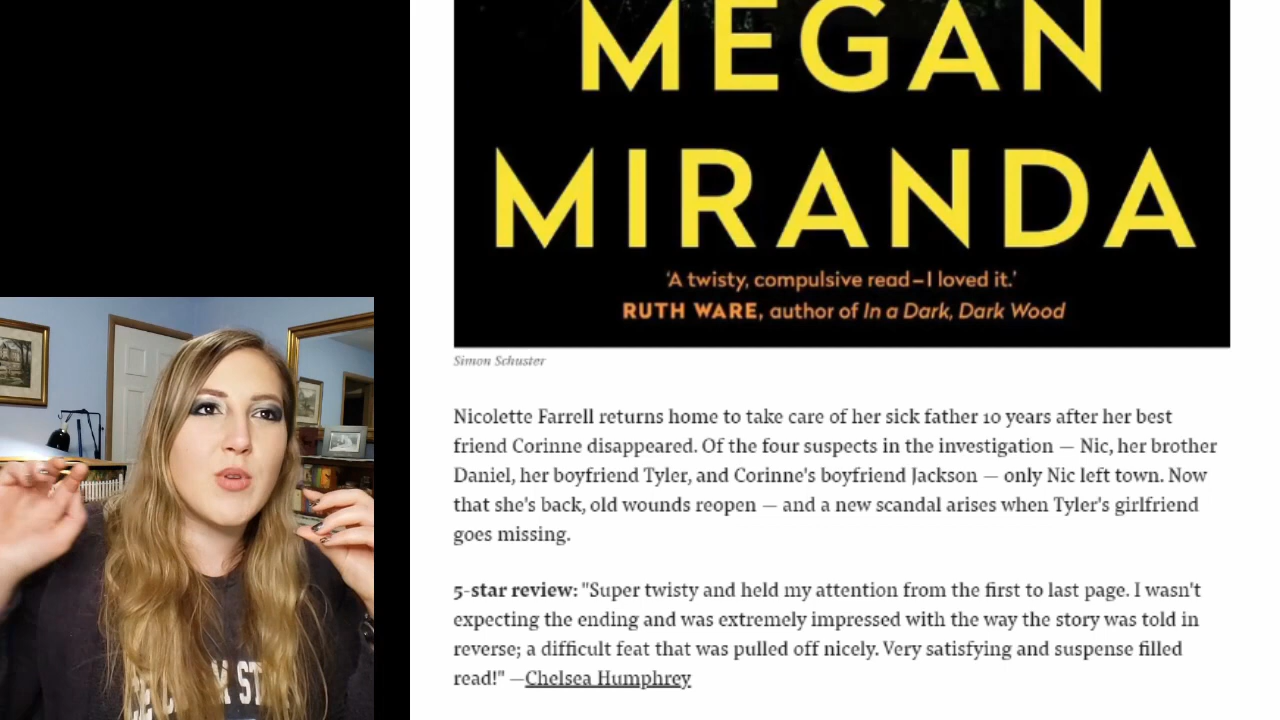 MEGAN
MIRANDA
'A twisty, compulsive read–I loved it.'
RUTH WARE, author of In a Dark, Dark Wood
Simon Schuster
Nicolette Farrell returns home to take care of her sick father 10 years after her best
friend Corinne disappeared. Of the four suspects in the investigation — Nic, her brother
Daniel, her boyfriend Tyler, and Corinne's boyfriend Jackson — only Nic left town. Now
that she's back, old wounds reopen — and a new scandal arises when Tyler's girlfriend
goes missing.
5-star review: "Super twisty and held my attention from the first to last page. I wasn't
expecting the ending and was extremely impressed with the way the story was told in
reverse; a difficult feat that was pulled off nicely. Very satisfying and suspense filled
read!" —Chelsea Humphrey